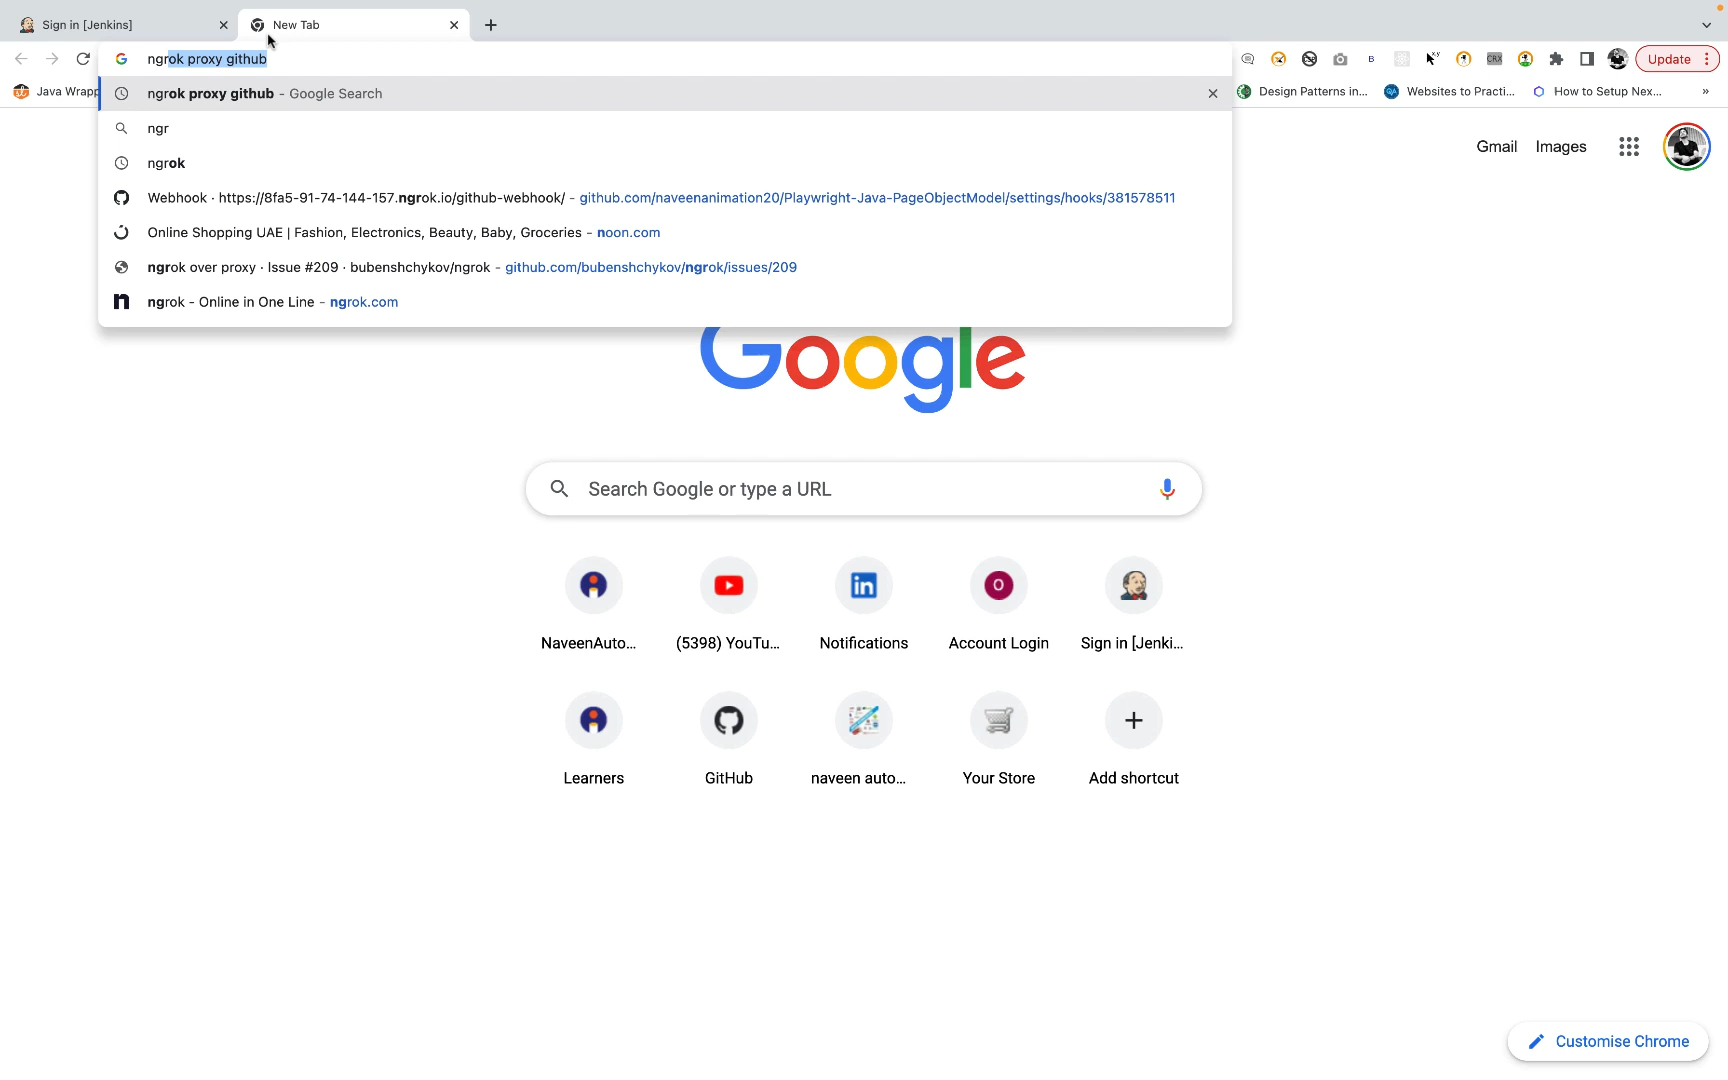 Sign in [Jenkins]
New Tab
ngrok proxy github
CRX
Update
Java Wrapp
ngrok proxy github - Google Search
Design Patterns in...
Websites to Practi...
How to Setup Nex...
»
ngr
ngrok
Gmail
Images
Webhook · https://8fa5-91-74-144-157.ngrok.io/github-webhook/ - github.com/naveenanimation20/Playwright-Java-PageObjectModel/settings/hooks/381578511
Online Shopping UAE | Fashion, Electronics, Beauty, Baby, Groceries - noon.com
ngrok over proxy · Issue #209 · bubenshchykov/ngrok - github.com/bubenshchykov/ngrok/issues/209
ngrok - Online in One Line - ngrok.com
Google
Search Google or type a URL
NaveenAuto...
(5398) YouTu...
Notifications
Account Login
Sign in [Jenki...
Learners
GitHub
naveen auto...
Your Store
Add shortcut
Customise Chrome